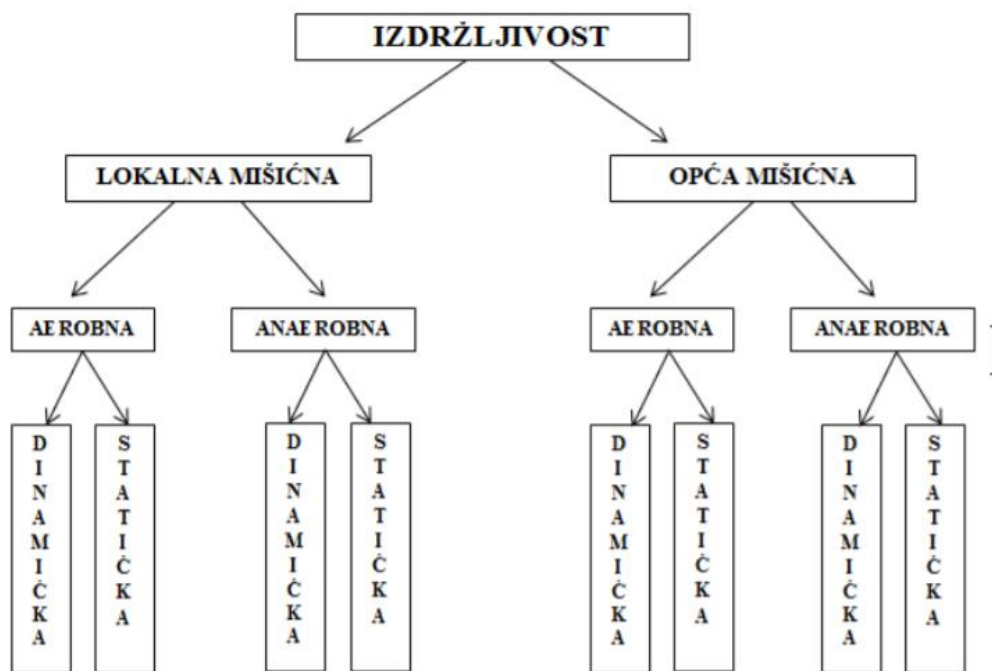 IZDRŽLJIVOST
LOKALNA MIŠIĆNA
OPĆA MIŠIĆNA
AEROBNA
ANAEROBNA
AEROBNA
ANAEROBNA
DINAMIČKA
STATIČKA
DINAMIČKA
STATIČKA
DINAMIČKA
STATIČKA
DINAMIČKA
STATIČKA